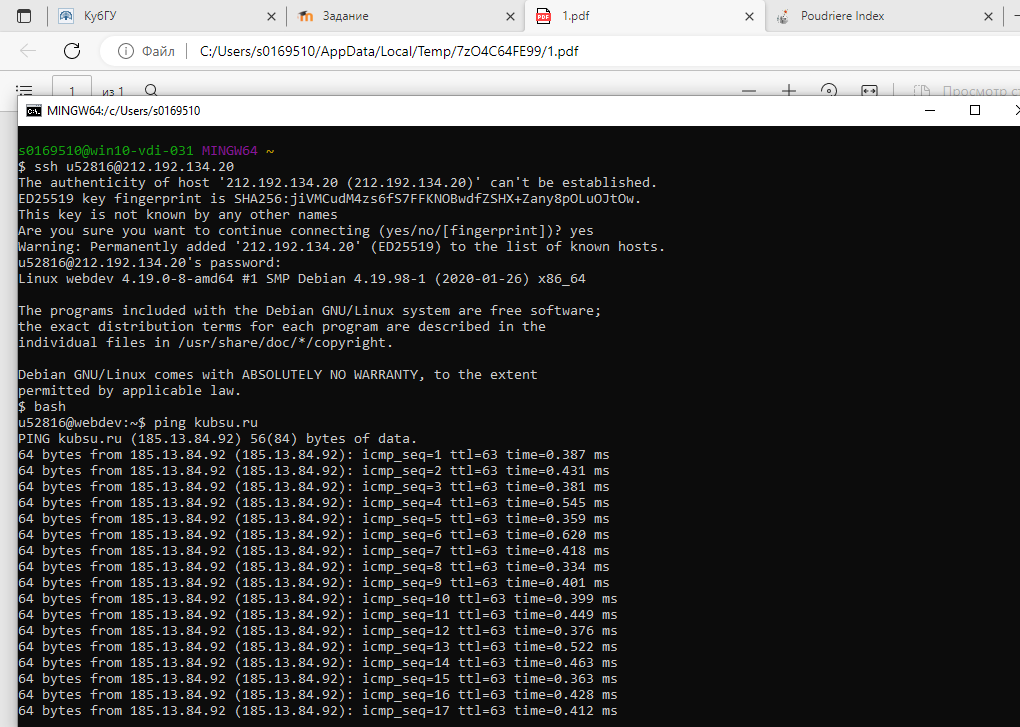 КубГУ
Задание
1.pdf
Poudriere Index
Файл
C:/Users/s0169510/AppData/Local/Temp/7zO4C64FE99/1.pdf
1 из 1
Просмотр
MINGW64:/c/Users/s0169510
s0169510@win10-vdi-031 MINGW64 ~
$ ssh u52816@212.192.134.20
The authenticity of host '212.192.134.20 (212.192.134.20)' can't be established.
ED25519 key fingerprint is SHA256:jiVMCudM4zs6fS7FFKNOBwdfZSHX+Zany8pOLuOJtOw.
This key is not known by any other names
Are you sure you want to continue connecting (yes/no/[fingerprint])? yes
Warning: Permanently added '212.192.134.20' (ED25519) to the list of known hosts.
u52816@212.192.134.20's password:
Linux webdev 4.19.0-8-amd64 #1 SMP Debian 4.19.98-1 (2020-01-26) x86_64
The programs included with the Debian GNU/Linux system are free software;
the exact distribution terms for each program are described in the
individual files in /usr/share/doc/*/copyright.
Debian GNU/Linux comes with ABSOLUTELY NO WARRANTY, to the extent
permitted by applicable law.
$ bash
u52816@webdev:~$ ping kubsu.ru
PING kubsu.ru (185.13.84.92) 56(84) bytes of data.
64 bytes from 185.13.84.92 (185.13.84.92): icmp_seq=1 ttl=63 time=0.387 ms
64 bytes from 185.13.84.92 (185.13.84.92): icmp_seq=2 ttl=63 time=0.431 ms
64 bytes from 185.13.84.92 (185.13.84.92): icmp_seq=3 ttl=63 time=0.381 ms
64 bytes from 185.13.84.92 (185.13.84.92): icmp_seq=4 ttl=63 time=0.545 ms
64 bytes from 185.13.84.92 (185.13.84.92): icmp_seq=5 ttl=63 time=0.359 ms
64 bytes from 185.13.84.92 (185.13.84.92): icmp_seq=6 ttl=63 time=0.620 ms
64 bytes from 185.13.84.92 (185.13.84.92): icmp_seq=7 ttl=63 time=0.418 ms
64 bytes from 185.13.84.92 (185.13.84.92): icmp_seq=8 ttl=63 time=0.334 ms
64 bytes from 185.13.84.92 (185.13.84.92): icmp_seq=9 ttl=63 time=0.401 ms
64 bytes from 185.13.84.92 (185.13.84.92): icmp_seq=10 ttl=63 time=0.399 ms
64 bytes from 185.13.84.92 (185.13.84.92): icmp_seq=11 ttl=63 time=0.449 ms
64 bytes from 185.13.84.92 (185.13.84.92): icmp_seq=12 ttl=63 time=0.376 ms
64 bytes from 185.13.84.92 (185.13.84.92): icmp_seq=13 ttl=63 time=0.522 ms
64 bytes from 185.13.84.92 (185.13.84.92): icmp_seq=14 ttl=63 time=0.463 ms
64 bytes from 185.13.84.92 (185.13.84.92): icmp_seq=15 ttl=63 time=0.363 ms
64 bytes from 185.13.84.92 (185.13.84.92): icmp_seq=16 ttl=63 time=0.428 ms
64 bytes from 185.13.84.92 (185.13.84.92): icmp_seq=17 ttl=63 time=0.412 ms